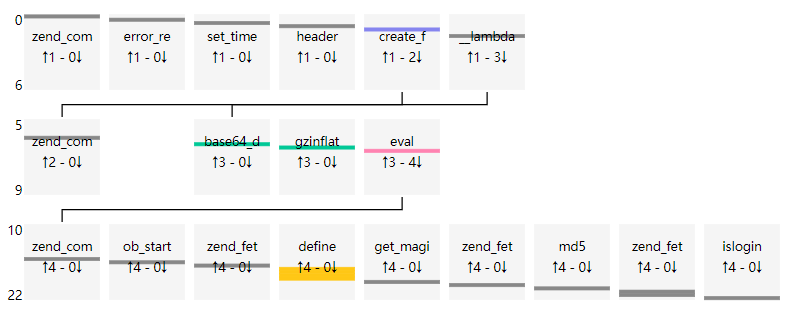 0
zend_com error_re set_time header create_f __lambda
↑1 - 0↓ ↑1 - 0↓ ↑1 - 0↓ ↑1 - 0↓ ↑1 - 2↓ ↑1 - 3↓
6
5
zend_com base64_d gzinflat eval
↑2 - 0↓ ↑3 - 0↓ ↑3 - 0↓ ↑3 - 4↓
9
10
zend_com ob_start zend_fet define get_magi zend_fet md5 zend_fet islogin
↑4 - 0↓ ↑4 - 0↓ ↑4 - 0↓ ↑4 - 0↓ ↑4 - 0↓ ↑4 - 0↓ ↑4 - 0↓ ↑4 - 0↓ ↑4 - 0↓
22